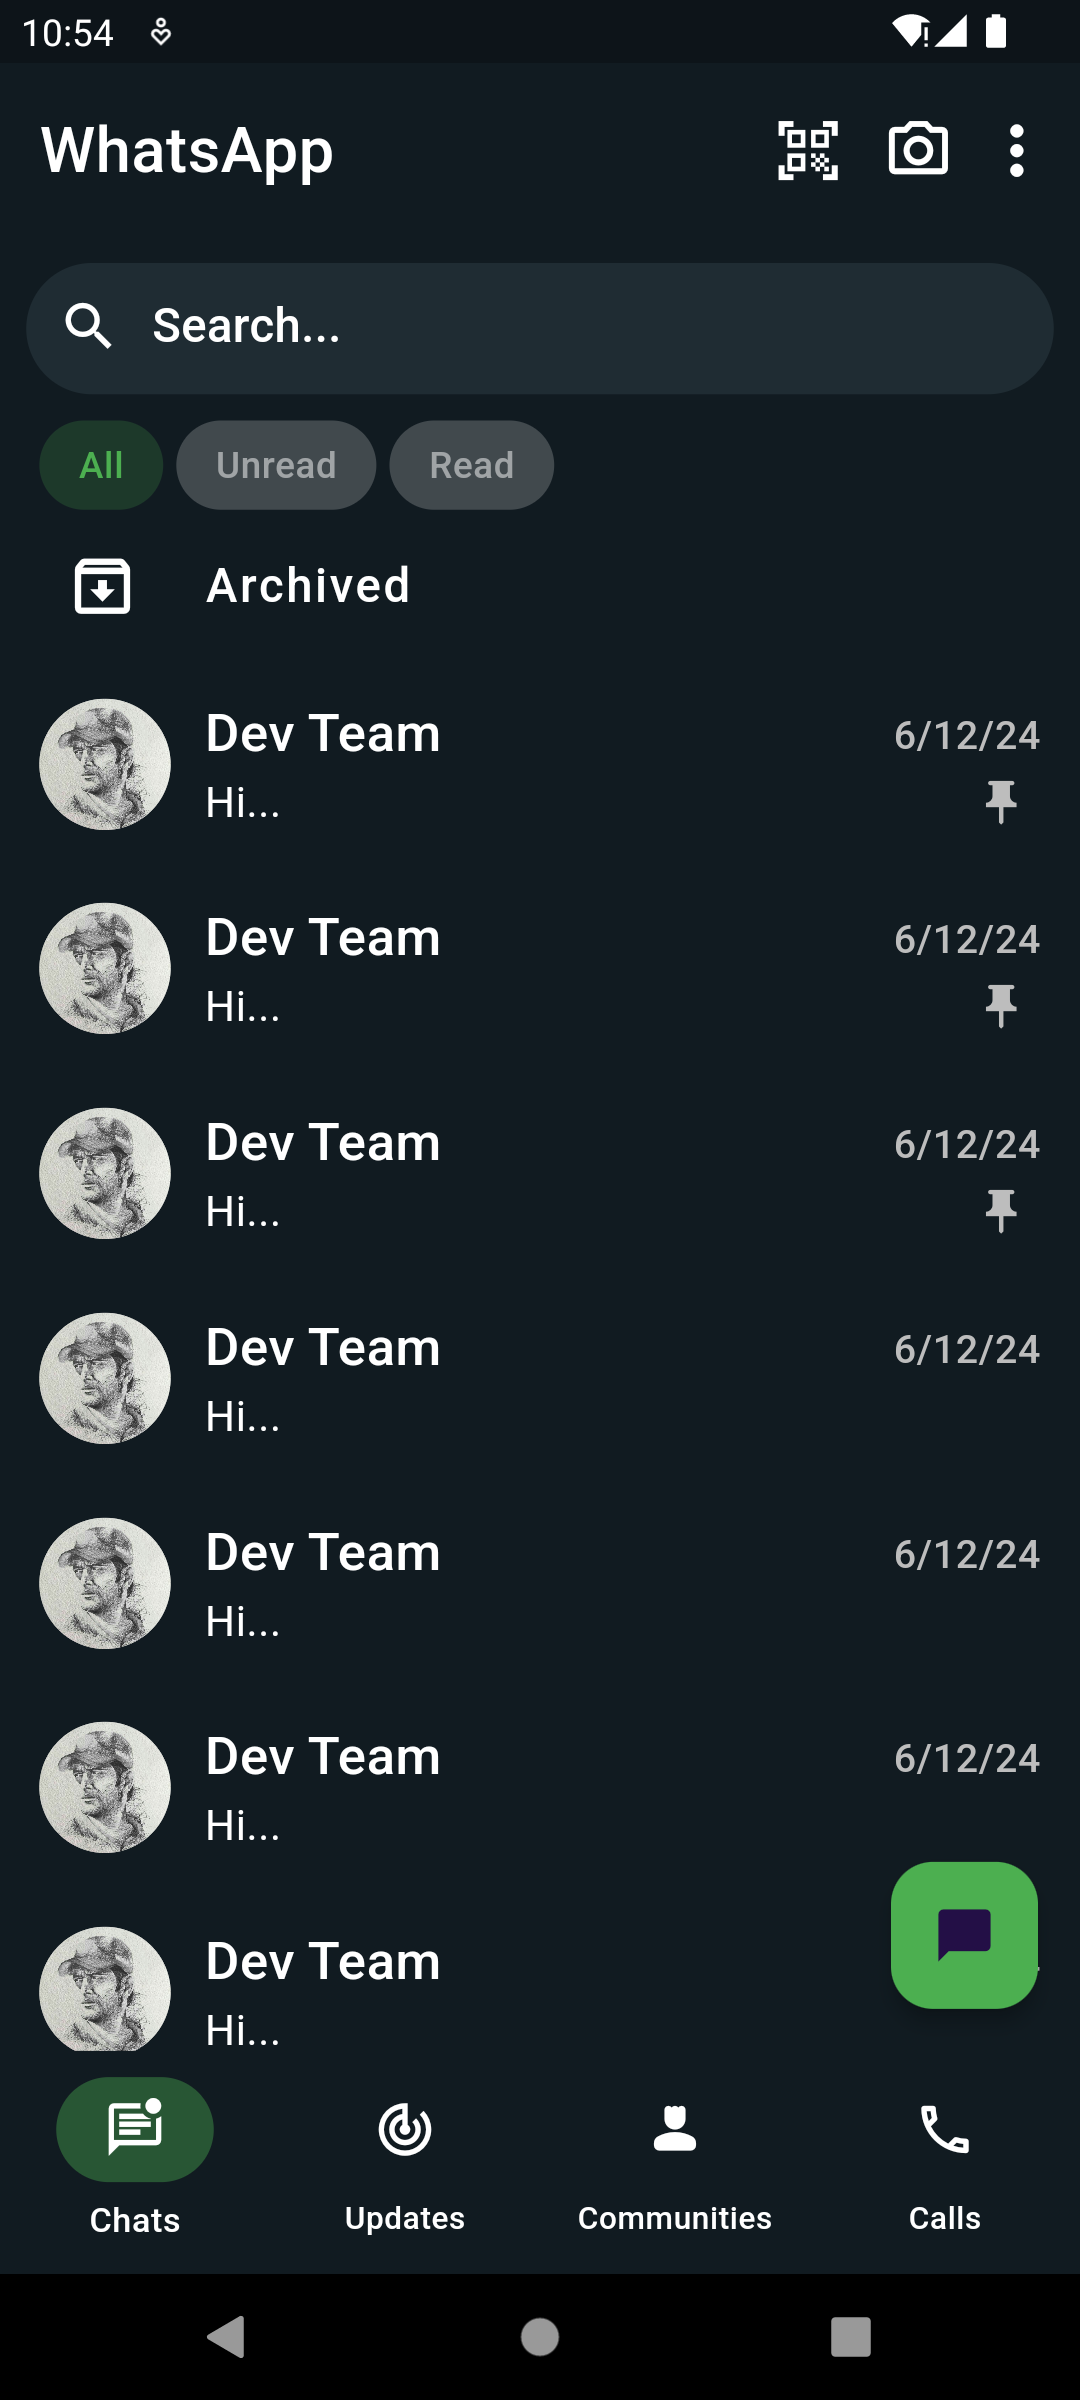 10:54
WhatsApp
Search...
All Unread Read
Archived
Dev Team 6/12/24
Hi...
Dev Team 6/12/24
Hi...
Dev Team 6/12/24
Hi...
Dev Team 6/12/24
Hi...
Dev Team 6/12/24
Hi...
Dev Team 6/12/24
Hi...
Dev Team
Hi...
Chats Updates Communities Calls